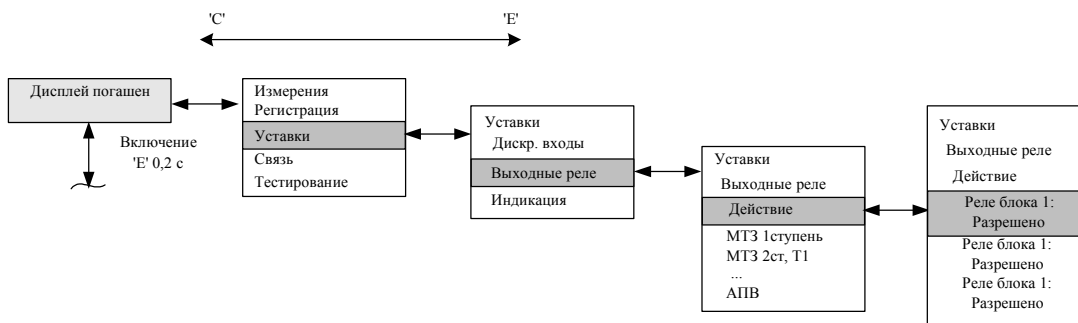 'C'
'E'
Дисплей погашен
Включение
'E' 0,2 с
Измерения
Регистрация
Уставки
Связь
Тестирование
Уставки
Дискр. входы
Выходные реле
Индикация
Уставки
Выходные реле
Действие
МТЗ 1ступень
МТЗ 2ст, Т1
...
АПВ
Уставки
Выходные реле
Действие
Реле блока 1:
Разрешено
Реле блока 1:
Разрешено
Реле блока 1:
Разрешено